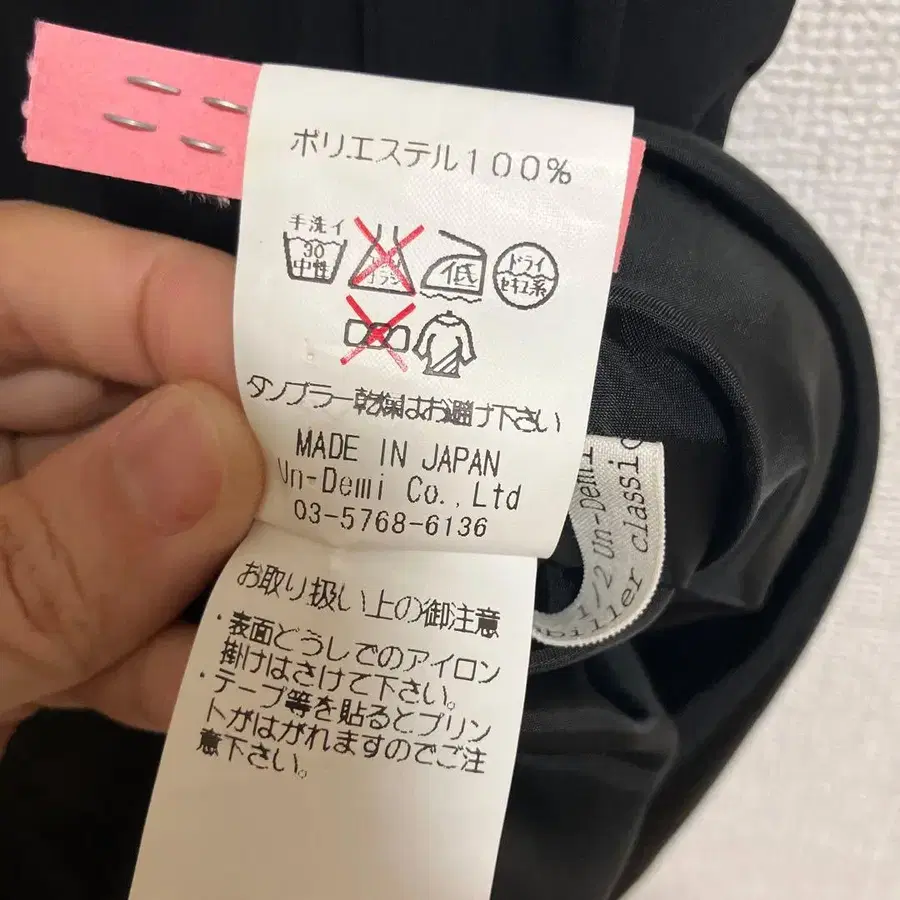 ポリエステル100%
手洗イ
30
中性
低
ドライ
セキユ系
タンブラー乾燥はお避け下さい
MADE IN JAPAN
Un-Demi Co.,Ltd
03-5768-6136
お取り扱い上の御注意
・表面どうしでのアイロン
掛けはさけて下さい。
・テープ等を貼るとプリン
トがはがれますのでご注
意下さい。
1/2 Un-Demi